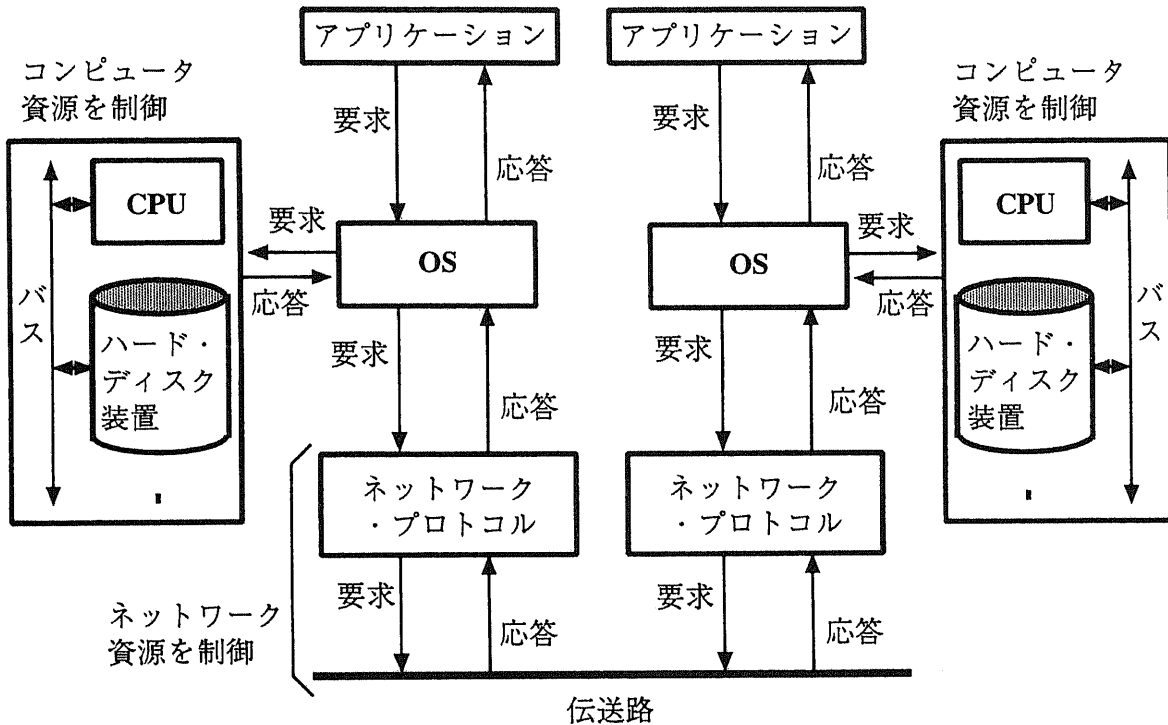 アプリケーション
アプリケーション
コンピュータ
資源を制御
コンピュータ
資源を制御
要求
応答
要求
応答
CPU
バス
ハード・
ディスク
装置
要求
応答
OS
OS
要求
応答
CPU
バス
ハード・
ディスク
装置
要求
応答
要求
応答
ネットワーク
・プロトコル
ネットワーク
・プロトコル
ネットワーク
資源を制御
要求
応答
要求
応答
伝送路